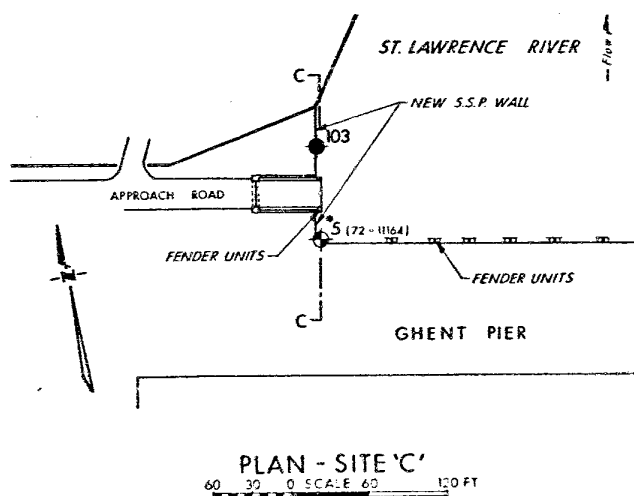 ST. LAWRENCE RIVER
Flow
C
NEW S.S.P. WALL
103
APPROACH ROAD
*
5 (72-11164)
FENDER UNITS
FENDER UNITS
N
C
GHENT PIER
PLAN - SITE 'C'
60 30 0 SCALE 60 120 FT